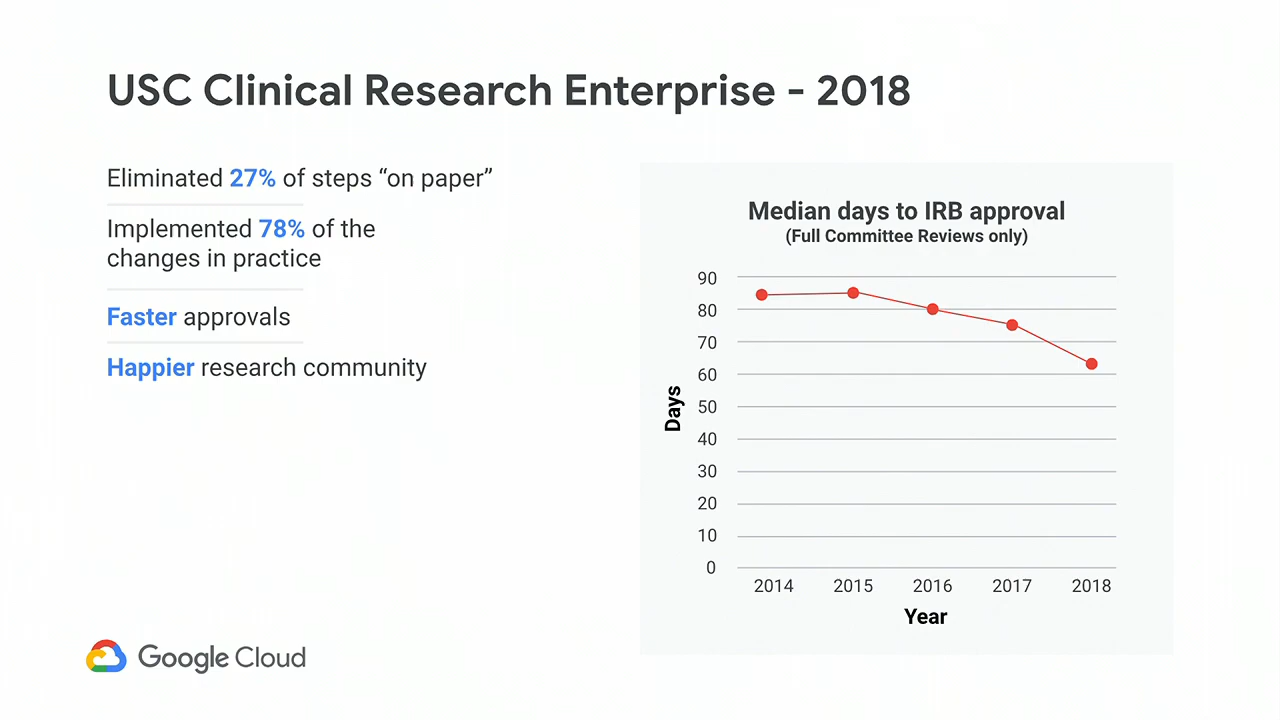 USC Clinical Research Enterprise - 2018
Eliminated 27% of steps “on paper”
Implemented 78% of the
changes in practice
Faster approvals
Happier research community
Median days to IRB approval
(Full Committee Reviews only)
90
80
70
60
50
40
30
20
10
0
Days
2014 2015 2016 2017 2018
Year
Google Cloud